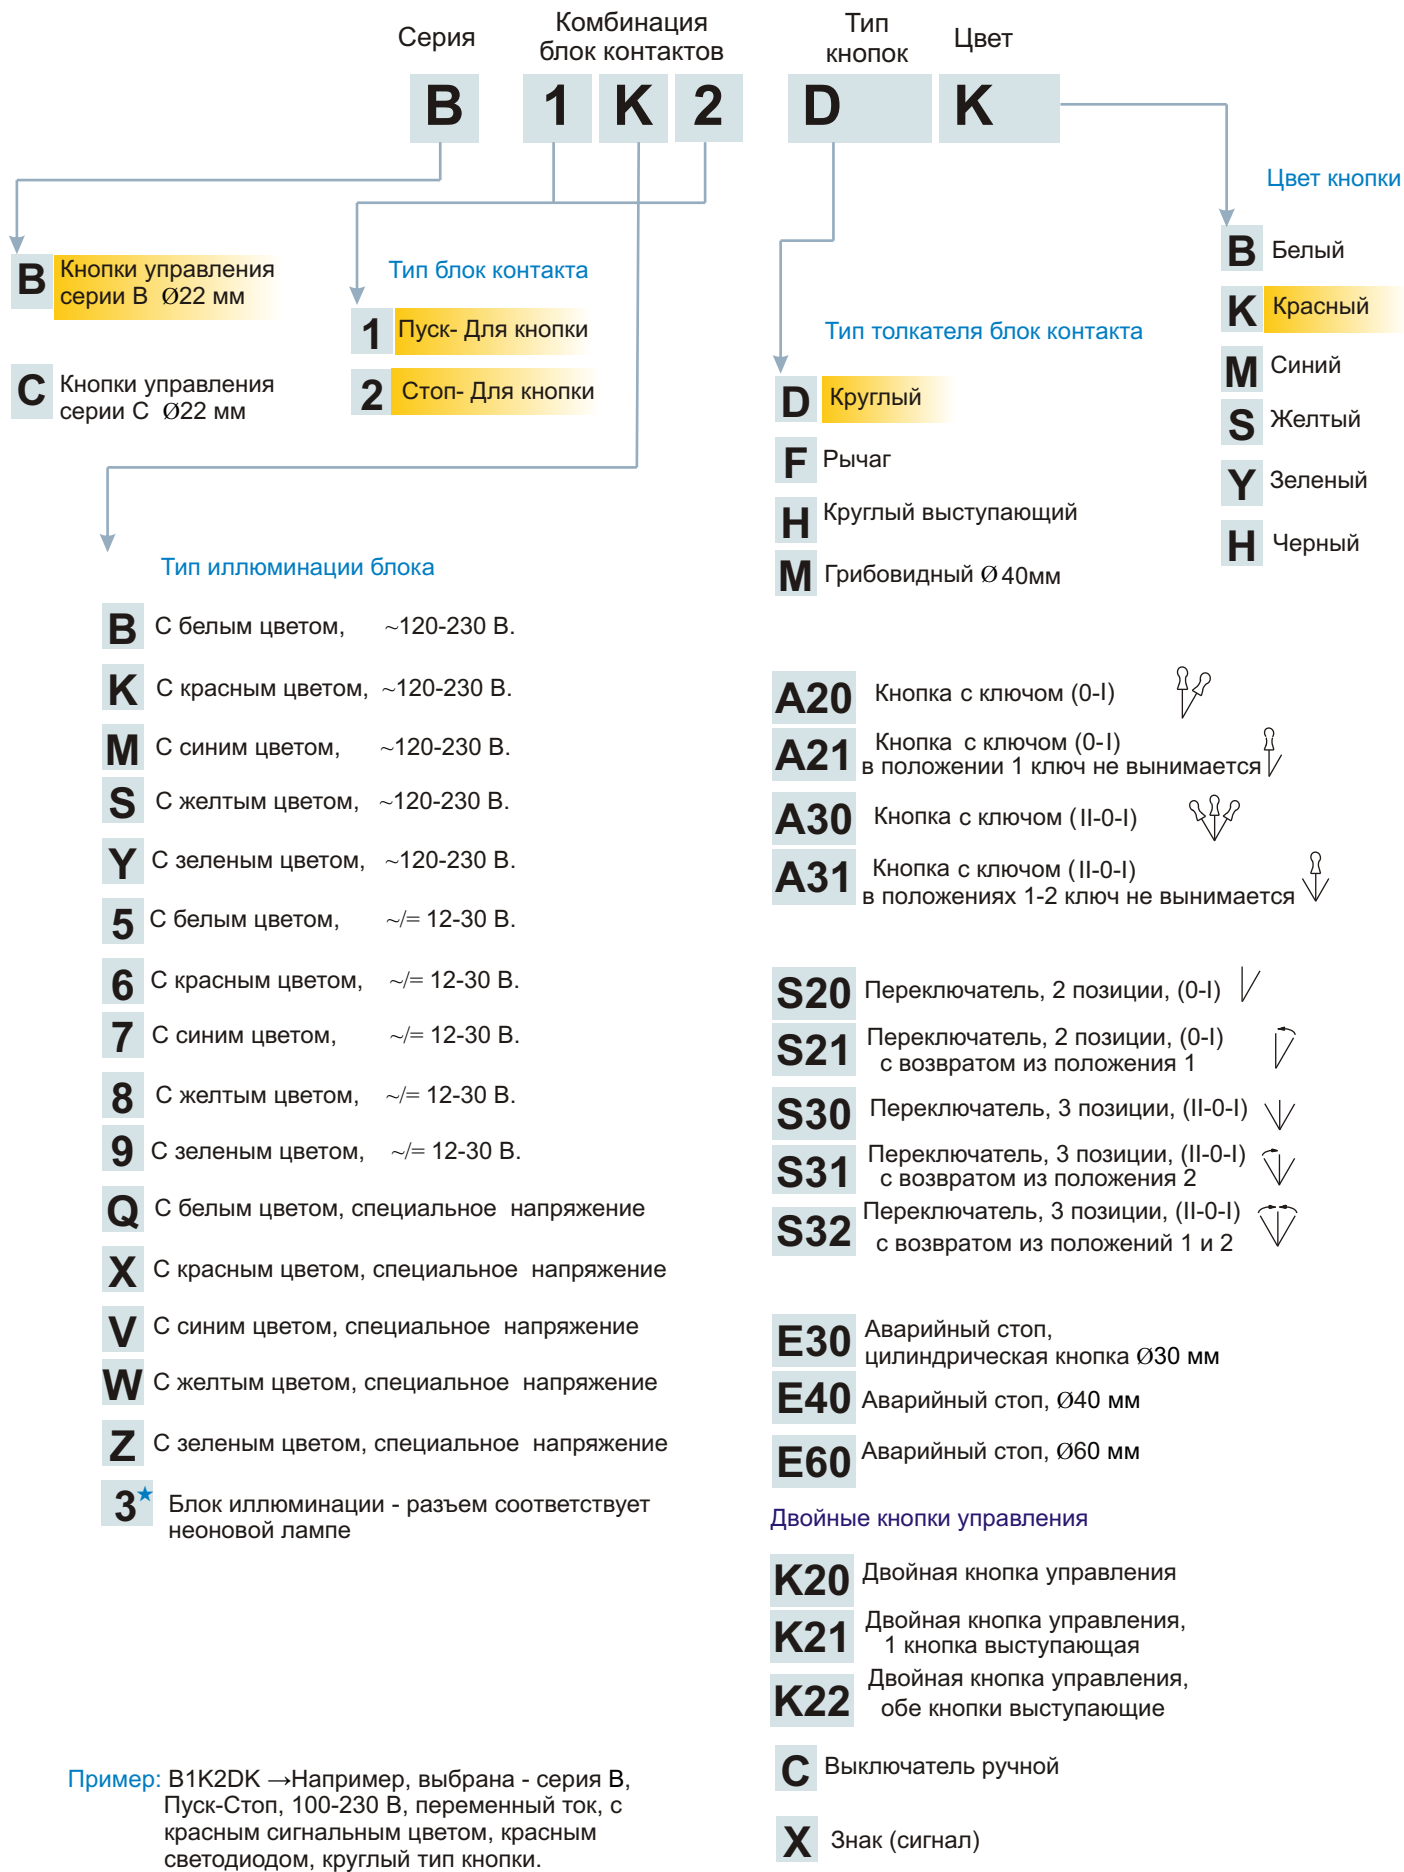 Серия
Комбинация
блок контактов
Тип
кнопок
Цвет
B 1 K 2 D K
B Кнопки управления
серии B Ø22 мм
C Кнопки управления
серии C Ø22 мм
Тип блок контакта
1 Пуск- Для кнопки
2 Стоп- Для кнопки
Тип иллюминации блока
B С белым цветом, ~120-230 В.
K С красным цветом, ~120-230 В.
M С синим цветом, ~120-230 В.
S С желтым цветом, ~120-230 В.
Y С зеленым цветом, ~120-230 В.
5 С белым цветом, ~/= 12-30 В.
6 С красным цветом, ~/= 12-30 В.
7 С синим цветом, ~/= 12-30 В.
8 С желтым цветом, ~/= 12-30 В.
9 С зеленым цветом, ~/= 12-30 В.
Q С белым цветом, специальное напряжение
X С красным цветом, специальное напряжение
V С синим цветом, специальное напряжение
W С желтым цветом, специальное напряжение
Z С зеленым цветом, специальное напряжение
3★ Блок иллюминации - разъем соответствует
неоновой лампе
Пример: B1K2DK →Например, выбрана - серия B,
Пуск-Стоп, 100-230 В, переменный ток, с
красным сигнальным цветом, красным
светодиодом, круглый тип кнопки.
Тип толкателя блок контакта
D Круглый
F Рычаг
H Круглый выступающий
M Грибовидный Ø 40мм
A20 Кнопка с ключом (0-I)
A21 Кнопка с ключом (0-I)
в положении 1 ключ не вынимается
A30 Кнопка с ключом (II-0-I)
A31 Кнопка с ключом (II-0-I)
в положениях 1-2 ключ не вынимается
S20 Переключатель, 2 позиции, (0-I)
S21 Переключатель, 2 позиции, (0-I)
с возвратом из положения 1
S30 Переключатель, 3 позиции, (II-0-I)
S31 Переключатель, 3 позиции, (II-0-I)
с возвратом из положения 2
S32 Переключатель, 3 позиции, (II-0-I)
с возвратом из положений 1 и 2
E30 Аварийный стоп,
цилиндрическая кнопка Ø30 мм
E40 Аварийный стоп, Ø40 мм
E60 Аварийный стоп, Ø60 мм
Двойные кнопки управления
K20 Двойная кнопка управления
K21 Двойная кнопка управления,
1 кнопка выступающая
K22 Двойная кнопка управления,
обе кнопки выступающие
C Выключатель ручной
X Знак (сигнал)
Цвет кнопки
B Белый
K Красный
M Синий
S Желтый
Y Зеленый
H Черный